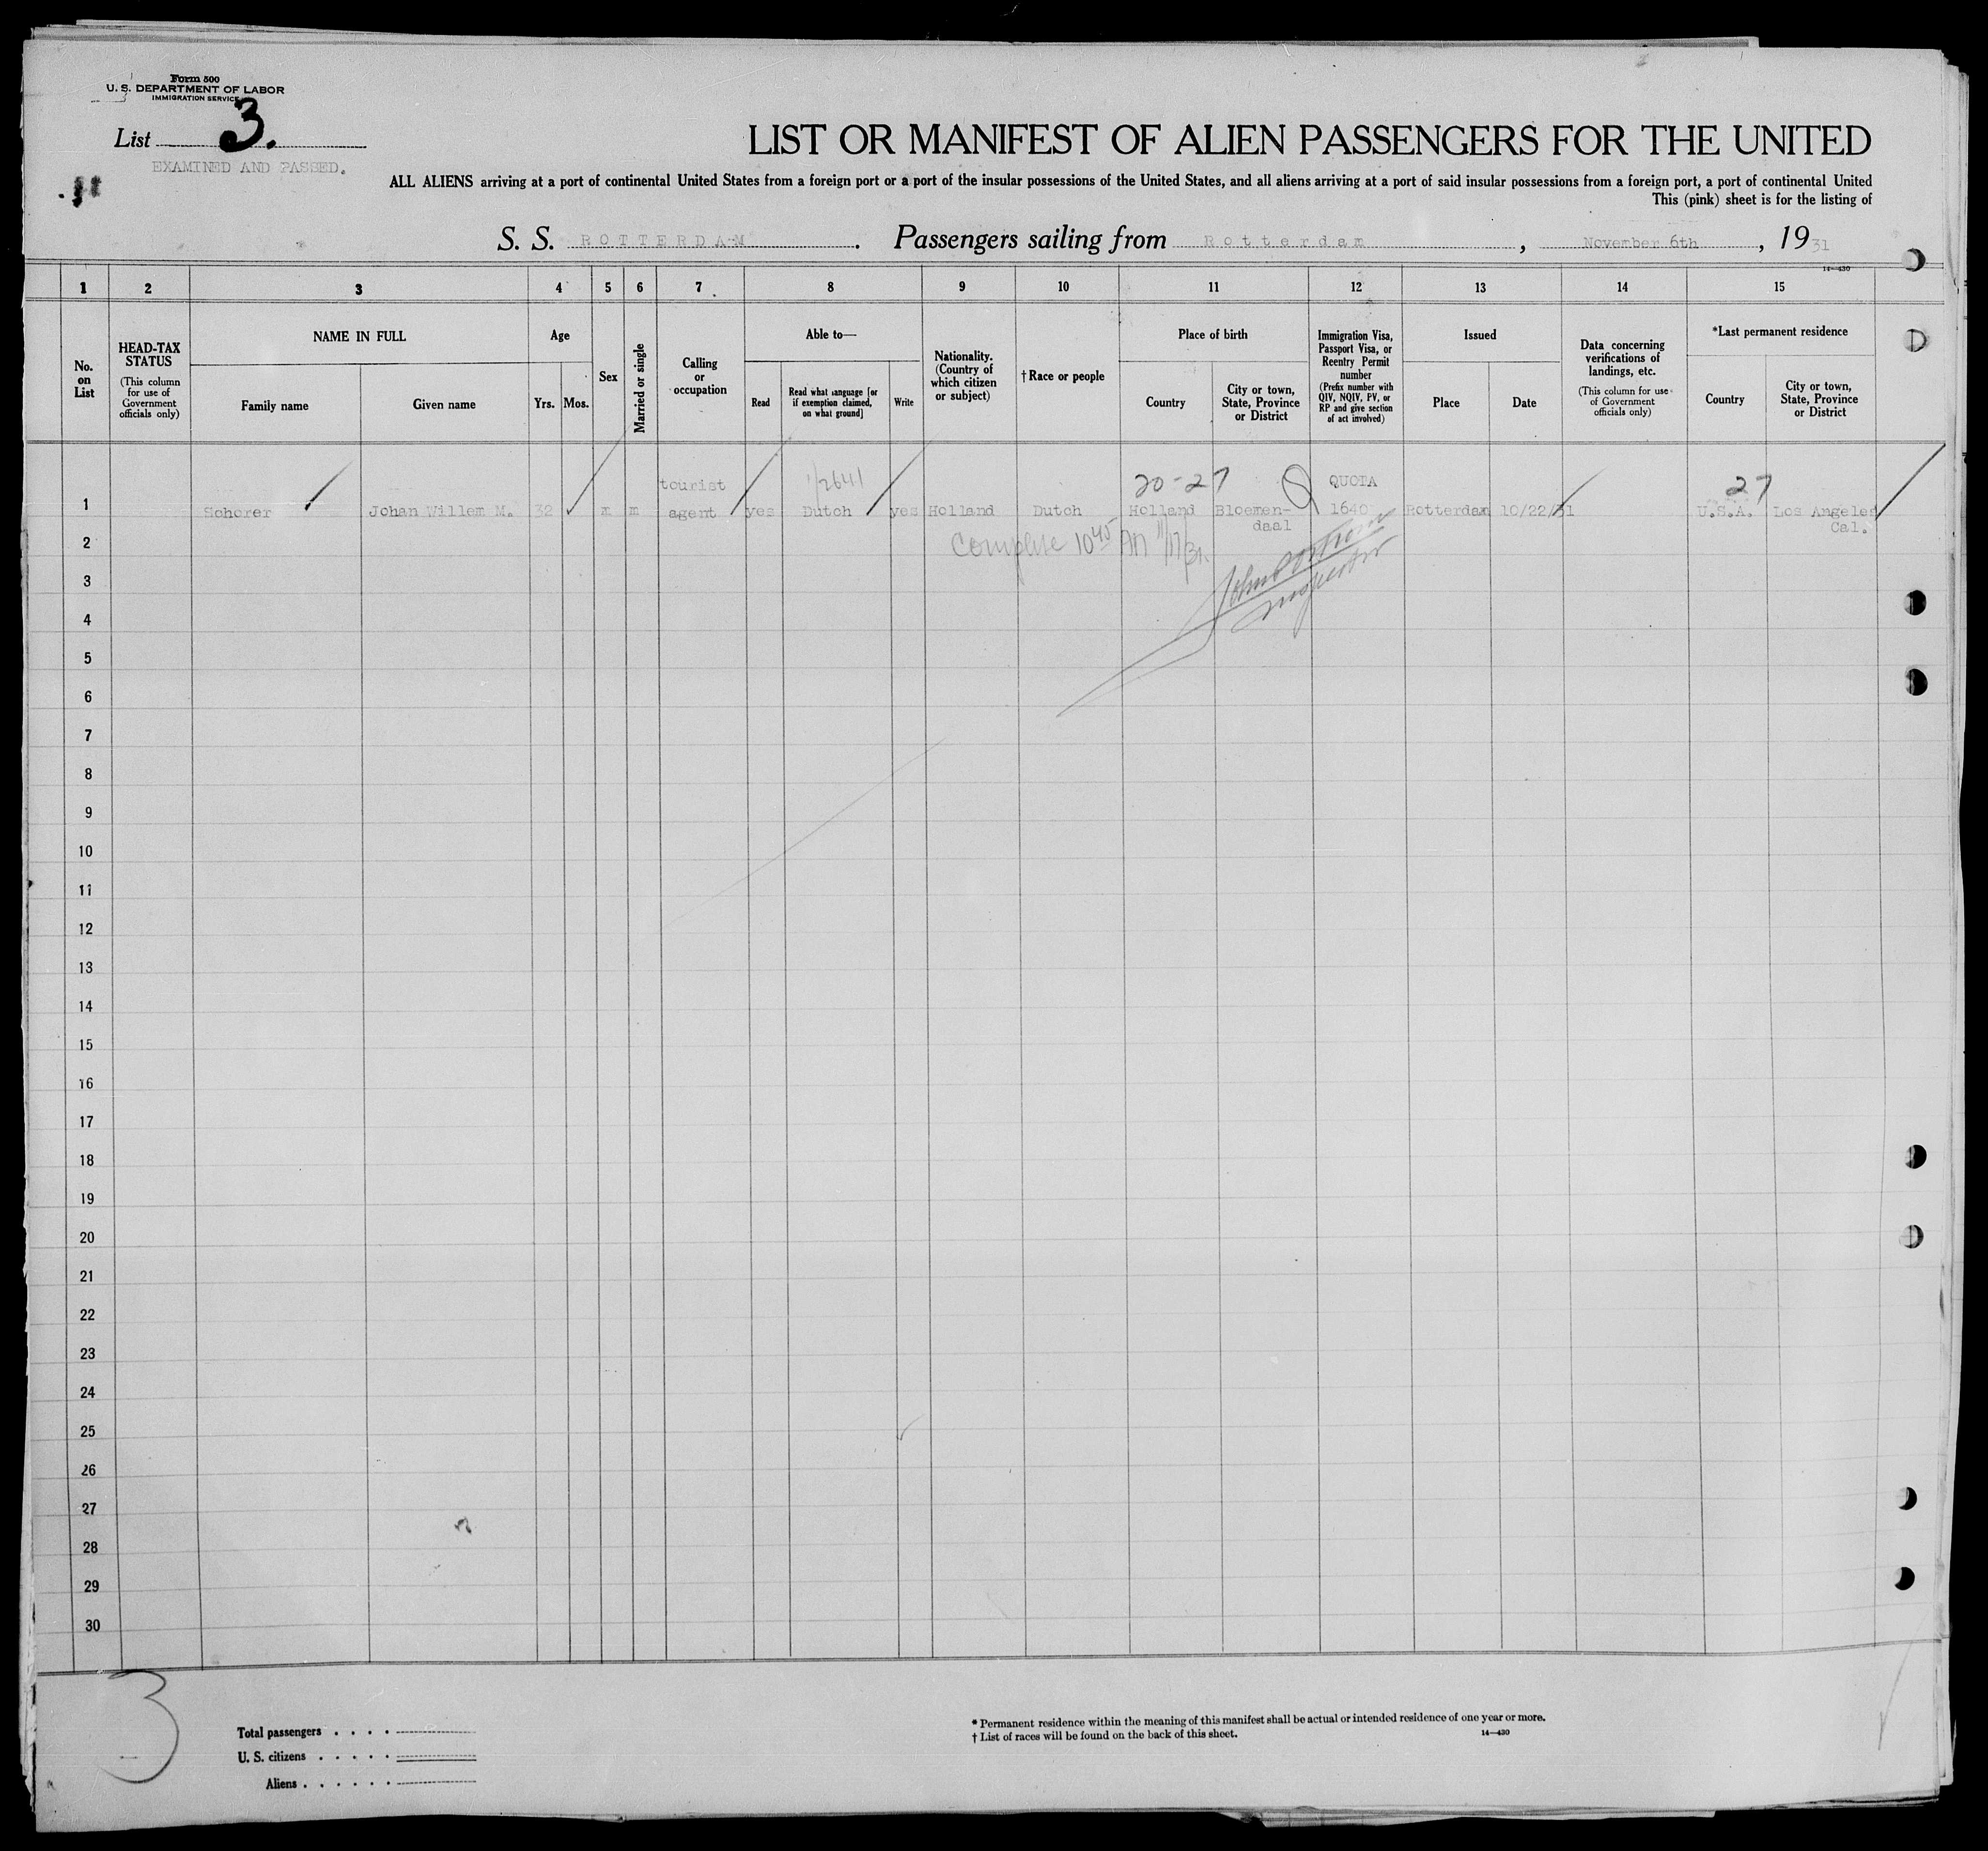 Form 500
U. S. DEPARTMENT OF LABOR
IMMIGRATION SERVICE
List 3.
EXAMINED AND PASSED.
LIST OR MANIFEST OF ALIEN PASSENGERS FOR THE UNITED
ALL ALIENS arriving at a port of continental United States from a foreign port or a port of the insular possessions of the United States, and all aliens arriving at a port of said insular possessions from a foreign port, a port of continental United
This (pink) sheet is for the listing of
S. S. ROTTERDAM. Passengers sailing from Rotterdam, November 6th, 1931
14—430
1 2 3 4 5 6 7 8 9 10 11 12 13 14 15
No. on List
HEAD-TAX STATUS
(This column for use of Government officials only)
NAME IN FULL
Family name
Given name
Age
Yrs.
Mos.
Sex
Married or single
Calling or occupation
Able to—
Read
Read what language [or if exemption claimed, on what ground]
Write
Nationality. (Country of which citizen or subject)
†Race or people
Place of birth
Country
City or town, State, Province or District
Immigration Visa, Passport Visa, or Reentry Permit number
(Prefix number with QIV, NQIV, PV, or RP and give section of act involved)
Issued
Place
Date
Data concerning verifications of landings, etc.
(This column for use of Government officials only)
*Last permanent residence
Country
City or town, State, Province or District
tourist 20-27 QUOTA 27
1 Schorer Johan Willem M. 32 m m agent yes Dutch yes Holland Dutch Holland Bloemen- 1640 Rotterdam 10/22/31 U.S.A. Los Angeles
daal Cal.
2
Complete 10 45 AM 11/17/31.
Inspector
3
4
5
6
7
8
9
10
11
12
13
14
15
16
17
18
19
20
21
22
23
24
25
26
27
28
29
30
3
Total passengers . . . .
U. S. citizens . . . . .
Aliens . . . . . .
* Permanent residence within the meaning of this manifest shall be actual or intended residence of one year or more.
† List of races will be found on the back of this sheet.
14—430